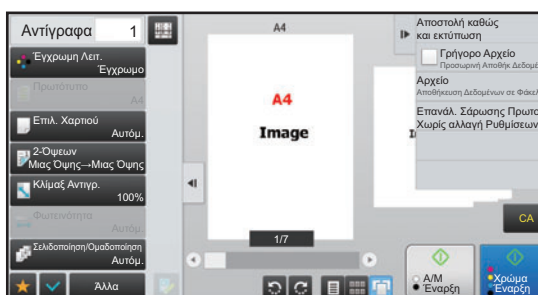 Αντίγραφα 1
Έγχρωμη Λειτ.
Έγχρωμο
Πρωτότυπο
A4
Επιλ. Χαρτιού
Αυτόμ.
2-Όψεων
Μιας Όψης→Μιας Όψης
Κλίμαξ Αντιγρ.
100%
Φωτεινότητα
Αυτόμ.
Σελιδοποίηση/Ομαδοποίηση
Αυτόμ.
Άλλα
A4
A4
Image
1/7
Αποστολή καθώς
και εκτύπωση
Γρήγορο Αρχείο
Προσωρινή Αποθήκ Δεδομέ
Αρχείο
Αποθήκευση Δεδομένων σε Φάκελ
Επανάλ. Σάρωσης Πρωτο
Χωρίς αλλαγή Ρυθμίσεων
CA
Α/Μ
Έναρξη
Χρώμα
Έναρξη